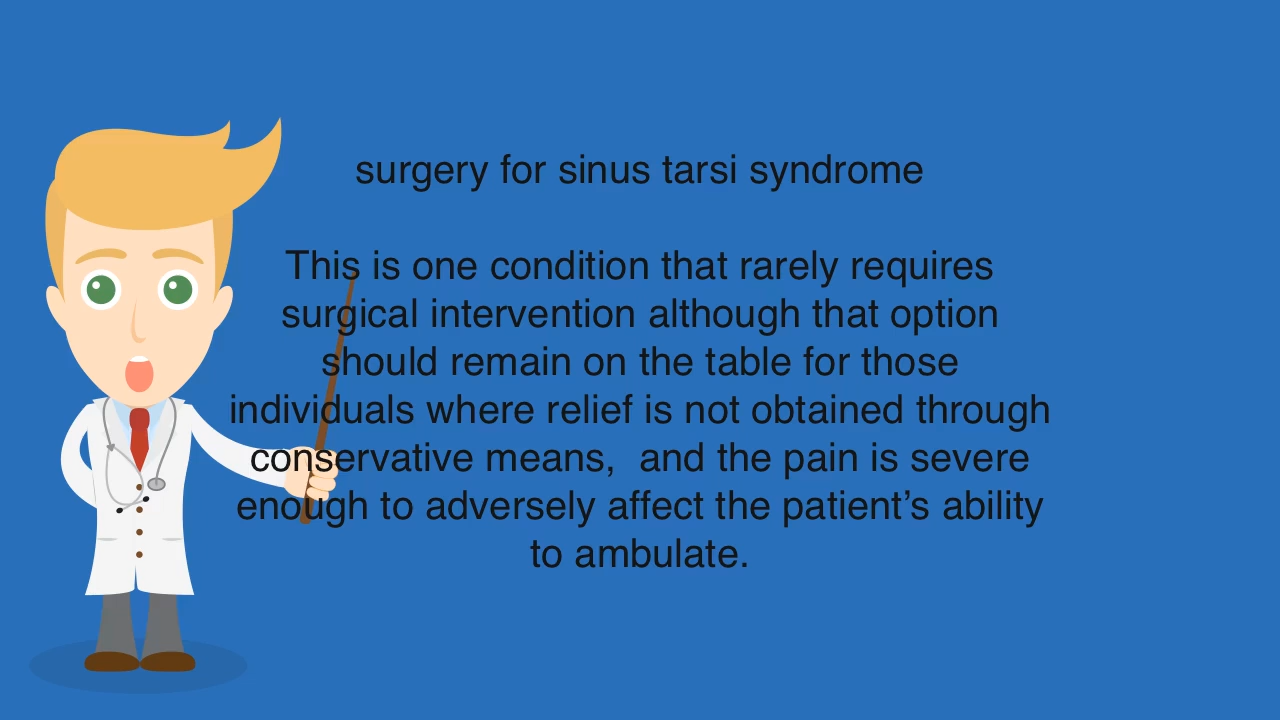 surgery for sinus tarsi syndrome
This is one condition that rarely requires
surgical intervention although that option
should remain on the table for those
individuals where relief is not obtained through
conservative means,  and the pain is severe
enough to adversely affect the patient’s ability
to ambulate.